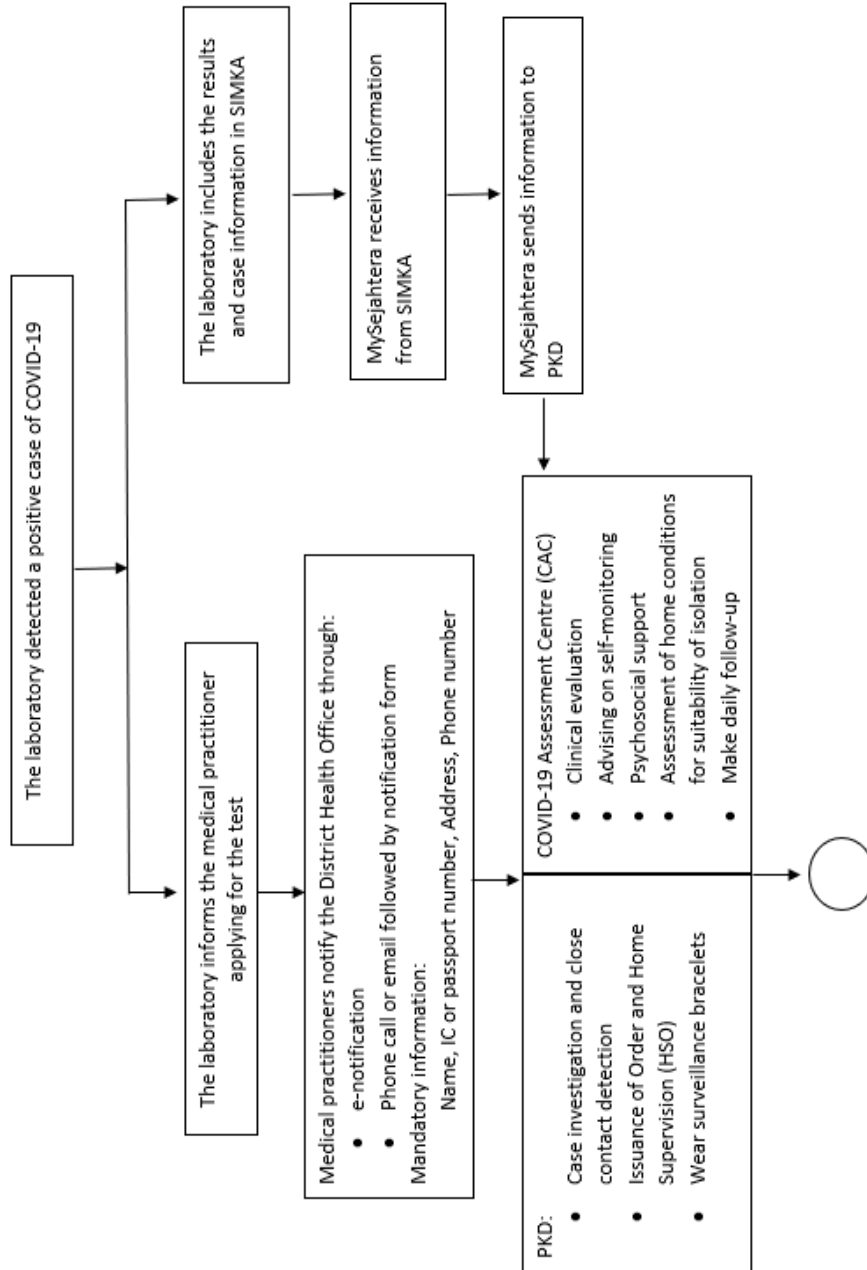 The laboratory detected a positive case of COVID-19
The laboratory informs the medical practitioner
applying for the test
Medical practitioners notify the District Health Office through:
● e-notification
● Phone call or email followed by notification form
Mandatory information:
Name, IC or passport number, Address, Phone number
The laboratory includes the results
and case information in SIMKA
MySejahtera receives information
from SIMKA
MySejahtera sends information to
PKD
PKD:
● Case investigation and close
contact detection
● Issuance of Order and Home
Supervision (HSO)
● Wear surveillance bracelets
COVID-19 Assessment Centre (CAC)
● Clinical evaluation
● Advising on self-monitoring
● Psychosocial support
● Assessment of home conditions
for suitability of isolation
● Make daily follow-up